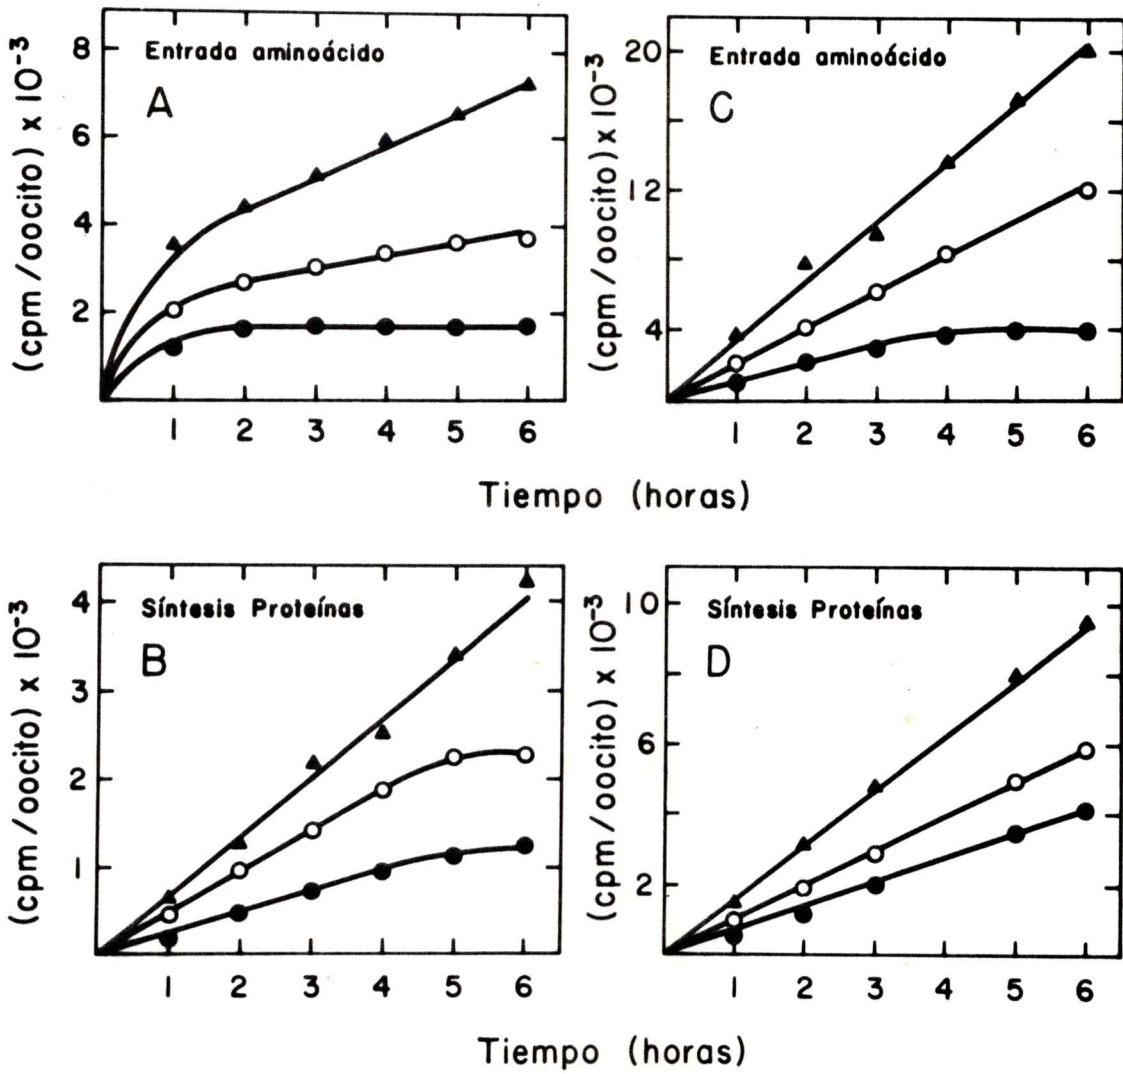 Entrada aminoácido
A
(cpm/oocito) x 10-3
8
6
4
2
1 2 3 4 5 6
Entrada aminoácido
C
(cpm/oocito) x 10-3
20
12
4
1 2 3 4 5 6
Tiempo (horas)
Síntesis Proteínas
B
(cpm/oocito) x 10-3
4
3
2
1
1 2 3 4 5 6
Síntesis Proteínas
D
(cpm/oocito) x 10-3
10
6
2
1 2 3 4 5 6
Tiempo (horas)